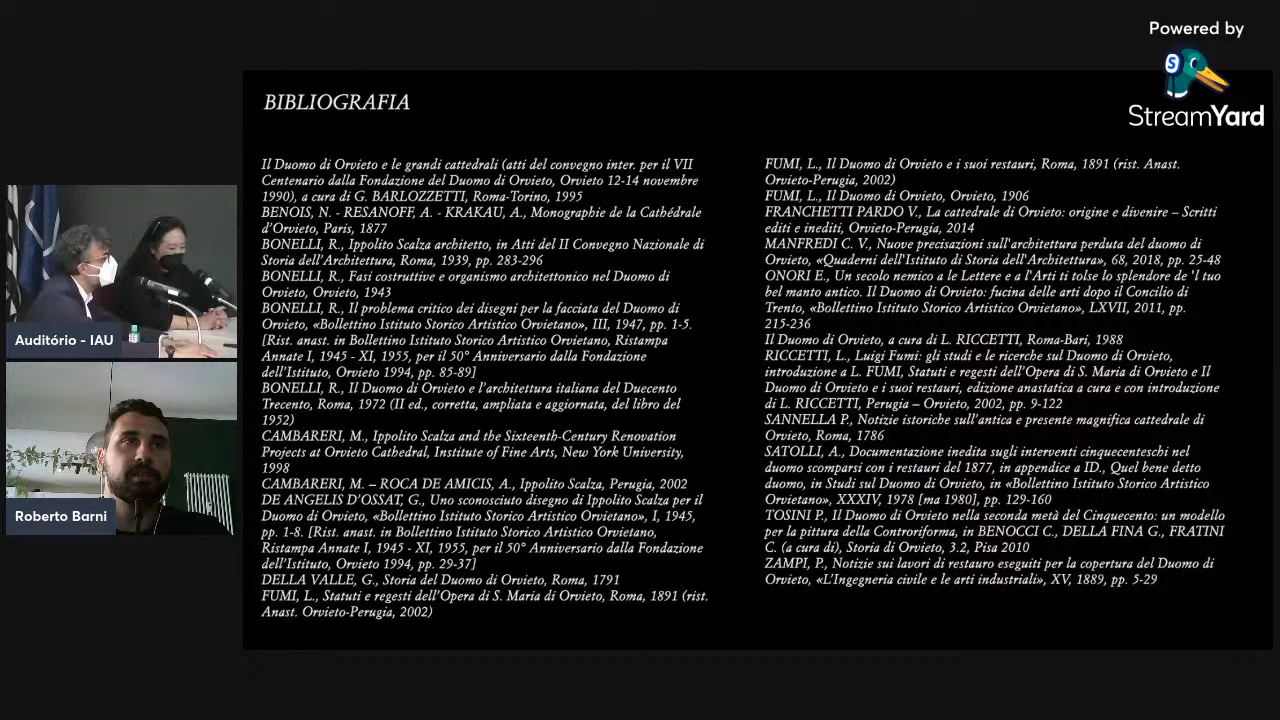 Powered by
S
StreamYard
BIBLIOGRAFIA
Il Duomo di Orvieto e le grandi cattedrali (atti del convegno inter. per il VII
Centenario dalla Fondazione del Duomo di Orvieto, Orvieto 12-14 novembre
1990), a cura di G. BARLOZZETTI, Roma-Torino, 1995
BENOIS, N. - RESANOFF, A. - KRAKAU, A., Monographie de la Cathédrale
d'Orvieto, Paris, 1877
BONELLI, R., Ippolito Scalza architetto, in Atti del II Convegno Nazionale di
Storia dell'Architettura, Roma, 1939, pp. 283-296
BONELLI, R., Fasi costruttive e organismo architettonico nel Duomo di
Orvieto, Orvieto, 1943
BONELLI, R., Il problema critico dei disegni per la facciata del Duomo di
Orvieto, «Bollettino Istituto Storico Artistico Orvietano», III, 1947, pp. 1-5.
[Rist. anast. in Bollettino Istituto Storico Artistico Orvietano, Ristampa
Annate I, 1945 - XI, 1955, per il 50° Anniversario dalla Fondazione
dell'Istituto, Orvieto 1994, pp. 85-89]
BONELLI, R., Il Duomo di Orvieto e l'architettura italiana del Duecento
Trecento, Roma, 1972 (II ed., corretta, ampliata e aggiornata, del libro del
1952)
CAMBARERI, M., Ippolito Scalza and the Sixteenth-Century Renovation
Projects at Orvieto Cathedral, Institute of Fine Arts, New York University,
1998
CAMBARERI, M. – ROCA DE AMICIS, A., Ippolito Scalza, Perugia, 2002
DE ANGELIS D'OSSAT, G., Uno sconosciuto disegno di Ippolito Scalza per il
Duomo di Orvieto, «Bollettino Istituto Storico Artistico Orvietano», I, 1945,
pp. 1-8. [Rist. anast. in Bollettino Istituto Storico Artistico Orvietano,
Ristampa Annate I, 1945 - XI, 1955, per il 50° Anniversario dalla Fondazione
dell'Istituto, Orvieto 1994, pp. 29-37]
DELLA VALLE, G., Storia del Duomo di Orvieto, Roma, 1791
FUMI, L., Statuti e regesti dell'Opera di S. Maria di Orvieto, Roma, 1891 (rist.
Anast. Orvieto-Perugia, 2002)
FUMI, L., Il Duomo di Orvieto e i suoi restauri, Roma, 1891 (rist. Anast.
Orvieto-Perugia, 2002)
FUMI, L., Il Duomo di Orvieto, Orvieto, 1906
FRANCHETTI PARDO V., La cattedrale di Orvieto: origine e divenire – Scritti
editi e inediti, Orvieto-Perugia, 2014
MANFREDI C. V., Nuove precisazioni sull'architettura perduta del duomo di
Orvieto, «Quaderni dell'Istituto di Storia dell'Architettura», 68, 2018, pp. 25-48
ONORI E., Un secolo nemico a le Lettere e a l'Arti ti tolse lo splendore de 'l tuo
bel manto antico. Il Duomo di Orvieto: fucina delle arti dopo il Concilio di
Trento, «Bollettino Istituto Storico Artistico Orvietano», LXVII, 2011, pp.
215-236
Il Duomo di Orvieto, a cura di L. RICCETTI, Roma-Bari, 1988
RICCETTI, L., Luigi Fumi: gli studi e le ricerche sul Duomo di Orvieto,
introduzione a L. FUMI, Statuti e regesti dell'Opera di S. Maria di Orvieto e Il
Duomo di Orvieto e i suoi restauri, edizione anastatica a cura e con introduzione
di L. RICCETTI, Perugia – Orvieto, 2002, pp. 9-122
SANNELLA P., Notizie istoriche sull'antica e presente magnifica cattedrale di
Orvieto, Roma, 1786
SATOLLI, A., Documentazione inedita sugli interventi cinquecenteschi nel
duomo scomparsi con i restauri del 1877, in appendice a ID., Quel bene detto
duomo, in Studi sul Duomo di Orvieto, in «Bollettino Istituto Storico Artistico
Orvietano», XXXIV, 1978 [ma 1980], pp. 129-160
TOSINI P., Il Duomo di Orvieto nella seconda metà del Cinquecento: un modello
per la pittura della Controriforma, in BENOCCI C., DELLA FINA G., FRATINI
C. (a cura di), Storia di Orvieto, 3.2, Pisa 2010
ZAMPI, P., Notizie sui lavori di restauro eseguiti per la copertura del Duomo di
Orvieto, «L'Ingegneria civile e le arti industriali», XV, 1889, pp. 5-29
Auditório - IAU
Roberto Barni